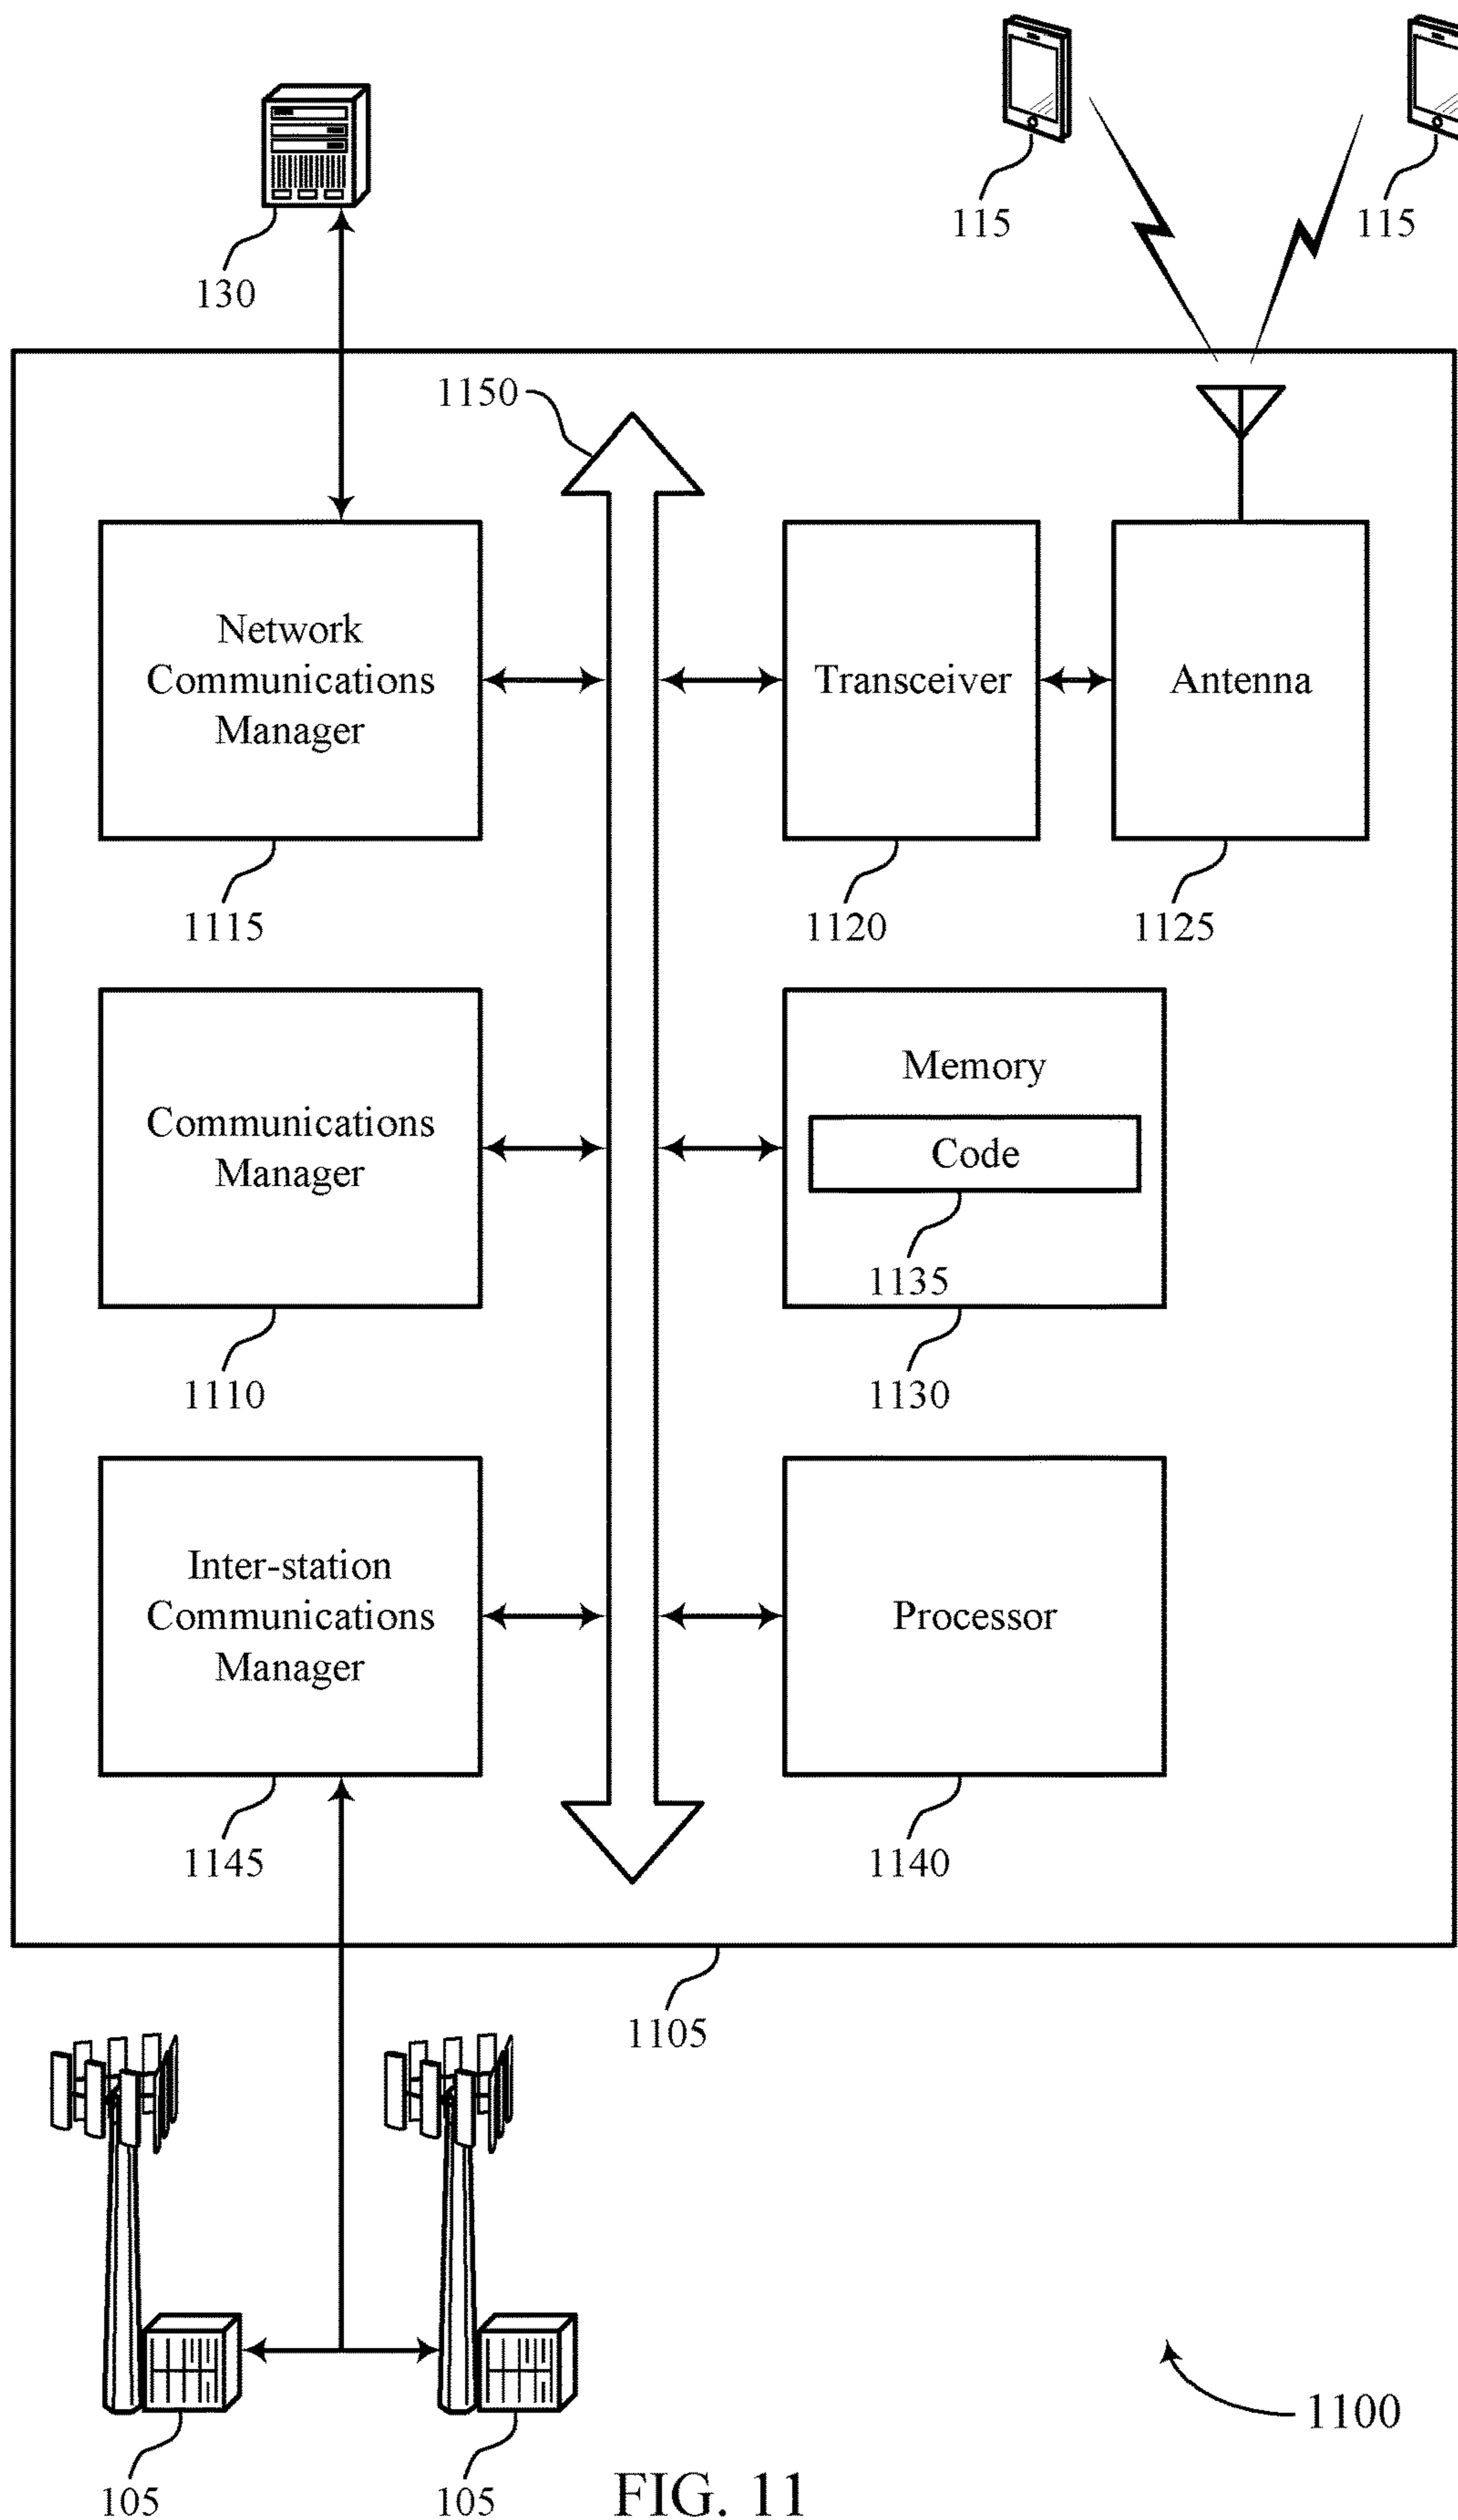 115
115
130
1150
Network
Communications
Manager
Transceiver
Antenna
1115
1120
1125
Communications
Manager
Memory
Code
1135
1110
1130
Inter-station
Communications
Manager
Processor
1145
1140
1105
1100
105
105
FIG. 11